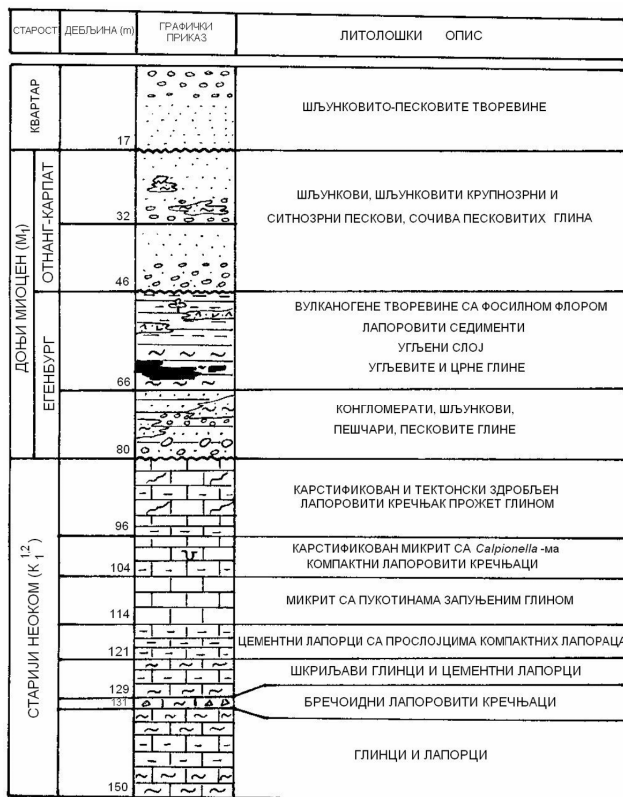 СТАРОСТ
ДЕБЉИНА (m)
ГРАФИЧКИ
ПРИКАЗ
ЛИТОЛОШКИ ОПИС
КВАРТАР
17
ШЉУНКОВИТО-ПЕСКОВИТЕ ТВОРЕВИНЕ
ДОЊИ МИОЦЕН (M1)
ОТНАНГ-КАРПАТ
32
46
ШЉУНКОВИ, ШЉУНКОВИТИ КРУПНОЗРНИ И
СИТНОЗРНИ ПЕСКОВИ, СОЧИВА ПЕСКОВИТИХ ГЛИНА
ЕГЕНБУРГ
66
ВУЛКАНОГЕНЕ ТВОРЕВИНЕ СА ФОСИЛНОМ ФЛОРОМ
ЛАПОРОВИТИ СЕДИМЕНТИ
УГЉЕНИ СЛОЈ
УГЉЕВИТЕ И ЦРНЕ ГЛИНЕ
80
КОНГЛОМЕРАТИ, ШЉУНКОВИ,
ПЕШЧАРИ, ПЕСКОВИТЕ ГЛИНЕ
СТАРИЈИ НЕОКОМ (K 1 1,2)
96
КАРСТИФИКОВАН И ТЕКТОНСКИ ЗДРОБЉЕН
ЛАПОРОВИТИ КРЕЧЊАК ПРОЖЕТ ГЛИНОМ
104
КАРСТИФИКОВАН МИКРИТ СА Calpionella -ма
КОМПАКТНИ ЛАПОРОВИТИ КРЕЧЊАЦИ
114
МИКРИТ СА ПУКОТИНАМА ЗАПУЊЕНИМ ГЛИНОМ
121
ЦЕМЕНТНИ ЛАПОРЦИ СА ПРОСЛОЈЦИМА КОМПАКТНИХ ЛАПОРАЦА
129
ШКРИЉАВИ ГЛИНЦИ И ЦЕМЕНТНИ ЛАПОРЦИ
131
БРЕЧОИДНИ ЛАПОРОВИТИ КРЕЧЊАЦИ
150
ГЛИНЦИ И ЛАПОРЦИ